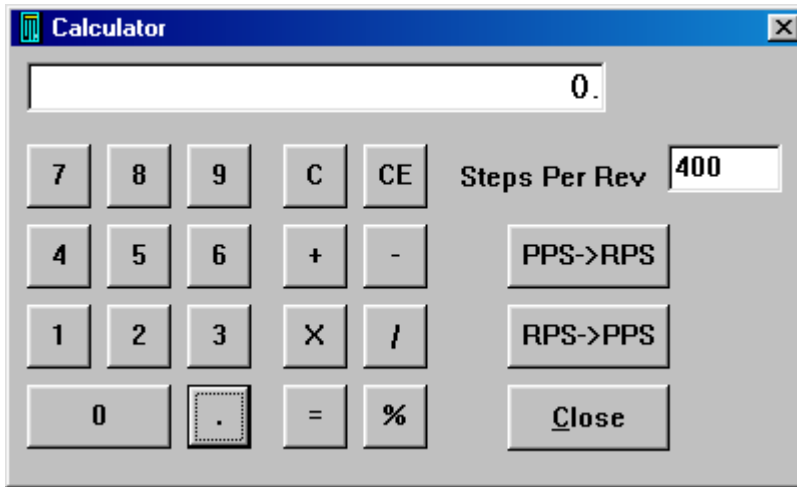 Calculator
0.
7 8 9 C CE Steps Per Rev 400
4 5 6 + - PPS->RPS
1 2 3 X / RPS->PPS
0 . = % Close